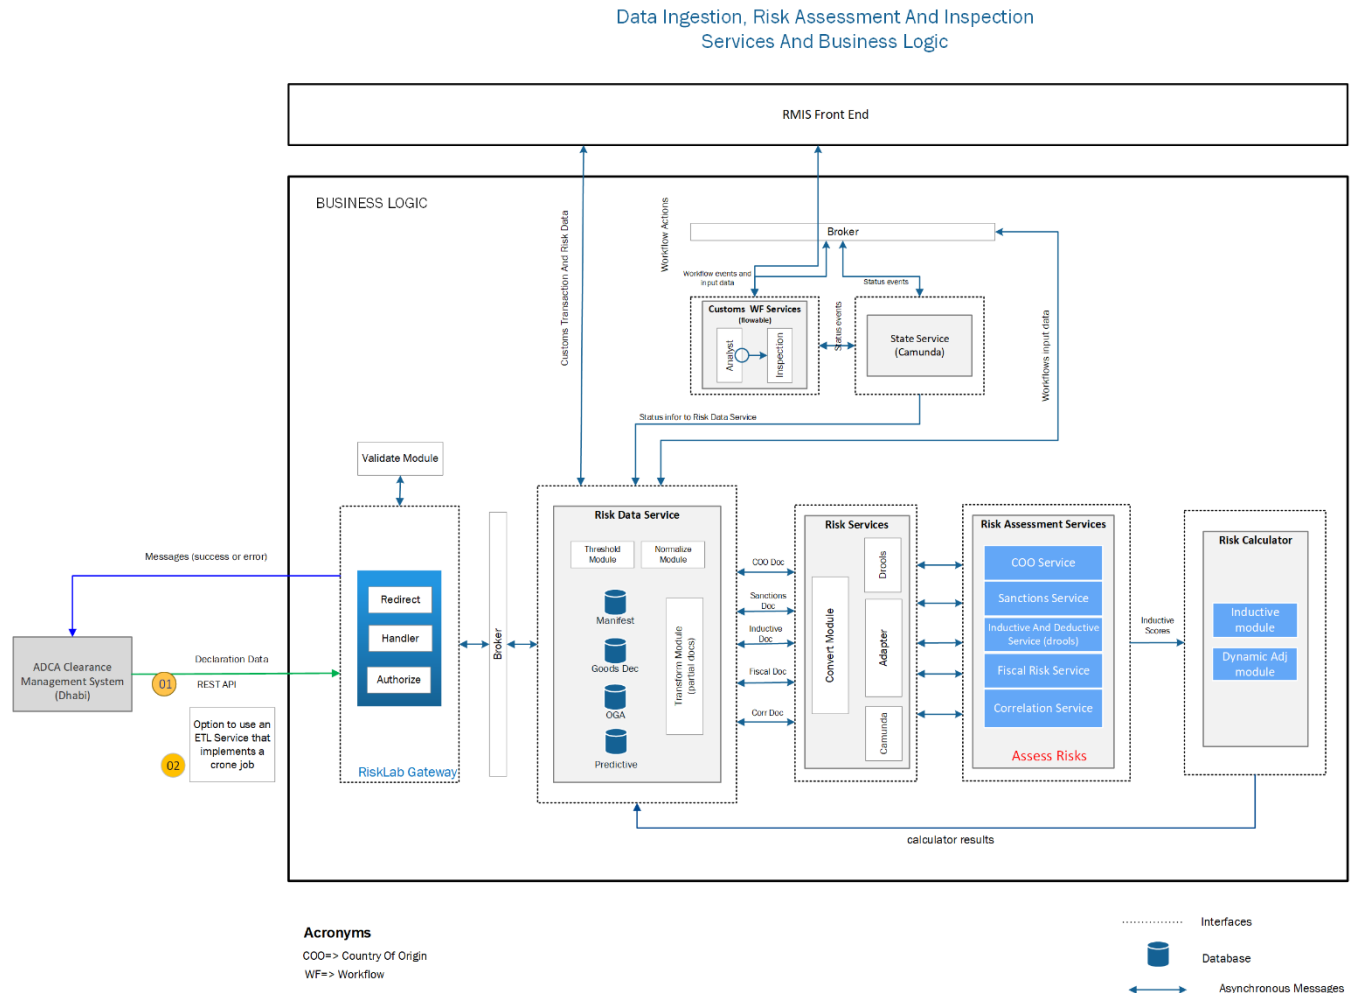 Data Ingestion, Risk Assessment And Inspection
Services And Business Logic
RMIS Front End
BUSINESS LOGIC
Customs Transaction And Risk Data
Workflow Actions
Broker
Workflow events and
input data
Status events
Customs WF Services
(flowable)
Analyst
Inspection
Status events
State Service
(Camunda)
Workflows input data
Status infor to Risk Data Service
Validate Module
Messages (success or error)
Redirect
Handler
Authorize
RiskLab Gateway
Broker
ADCA Clearance
Management System
(Dhabi)
Declaration Data
01
REST API
Option to use an
ETL Service that
implements a
crone job
02
Risk Data Service
Threshold
Module
Normalize
Module
Manifest
Goods Dec
OGA
Predictive
Transform Module
(partial docs)
COO Doc
Sanctions
Doc
Inductive
Doc
Fiscal Doc
Corr Doc
Risk Services
Convert Module
Drools
Adapter
Camunda
Risk Assessment Services
COO Service
Sanctions Service
Inductive And Deductive
Service (drools)
Fiscal Risk Service
Correlation Service
Assess Risks
Inductive
Scores
Risk Calculator
Inductive
module
Dynamic Adj
module
calculator results
Acronyms
COO=> Country Of Origin
WF=> Workflow
Interfaces
Database
Asynchronous Messages